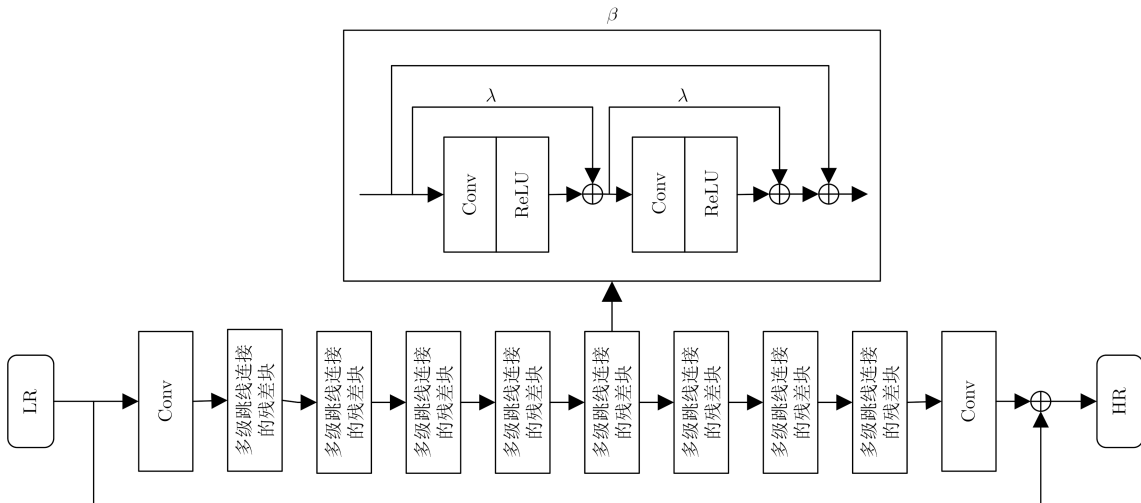 β
λ
λ
Conv
ReLU
Conv
ReLU
LR
Conv
多级跳线连接
的残差块
多级跳线连接
的残差块
多级跳线连接
的残差块
多级跳线连接
的残差块
多级跳线连接
的残差块
多级跳线连接
的残差块
多级跳线连接
的残差块
多级跳线连接
的残差块
Conv
HR